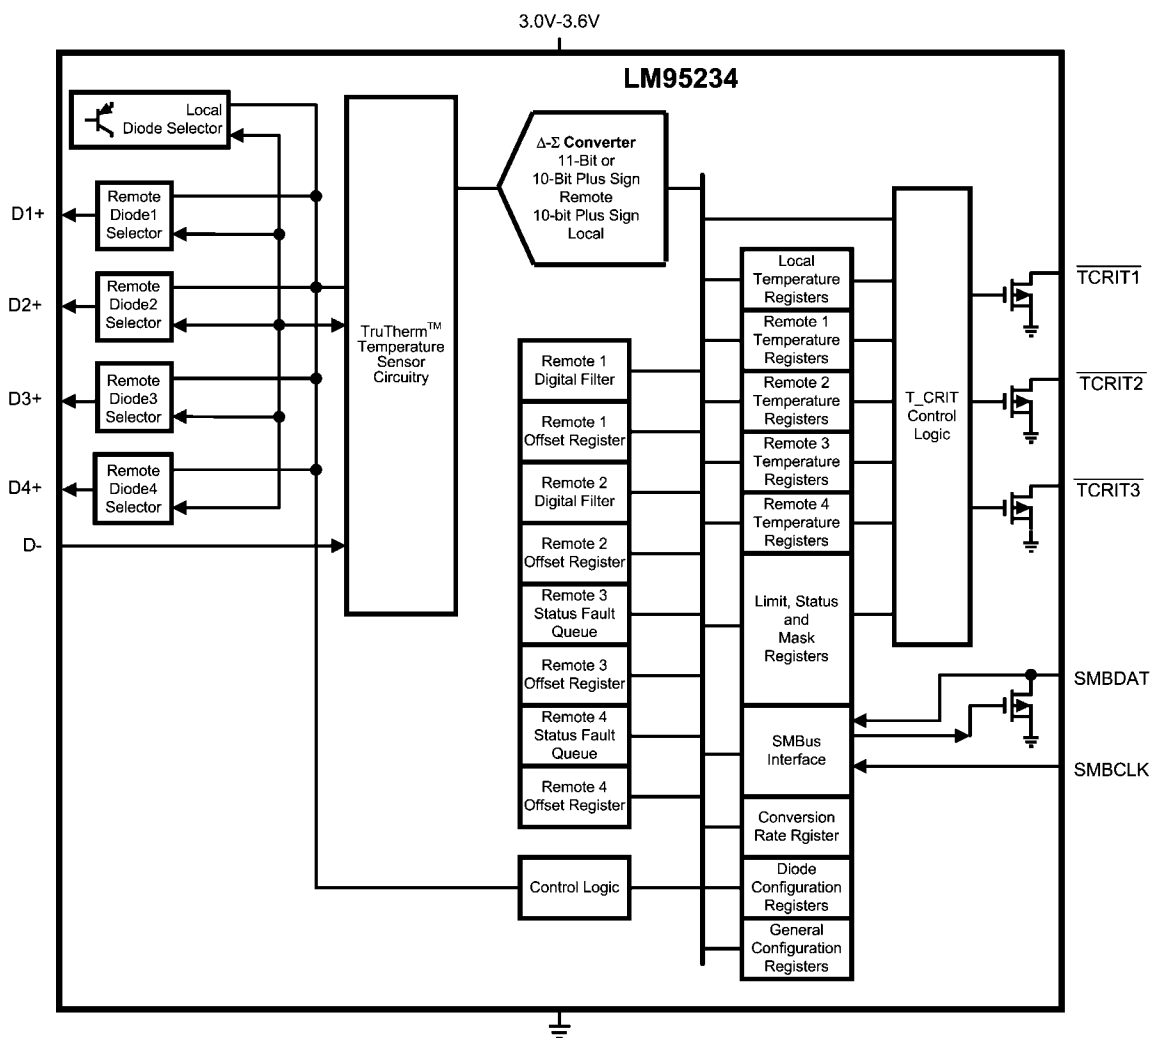 3.0V-3.6V
LM95234
Local
Diode Selector
Remote
Diode1
Selector
Remote
Diode2
Selector
Remote
Diode3
Selector
Remote
Diode4
Selector
D1+
D2+
D3+
D4+
D-
TruTherm™
Temperature
Sensor
Circuitry
Δ-Σ Converter
11-Bit or
10-Bit Plus Sign
Remote
10-bit Plus Sign
Local
Remote 1
Digital Filter
Remote 1
Offset Register
Remote 2
Digital Filter
Remote 2
Offset Register
Remote 3
Status Fault
Queue
Remote 3
Offset Register
Remote 4
Status Fault
Queue
Remote 4
Offset Register
Control Logic
Local
Temperature
Registers
Remote 1
Temperature
Registers
Remote 2
Temperature
Registers
Remote 3
Temperature
Registers
Remote 4
Temperature
Registers
Limit, Status
and
Mask
Registers
SMBus
Interface
Conversion
Rate Rgister
Diode
Configuration
Registers
General
Configuration
Registers
T_CRIT
Control
Logic
TCRIT1
TCRIT2
TCRIT3
SMBDAT
SMBCLK